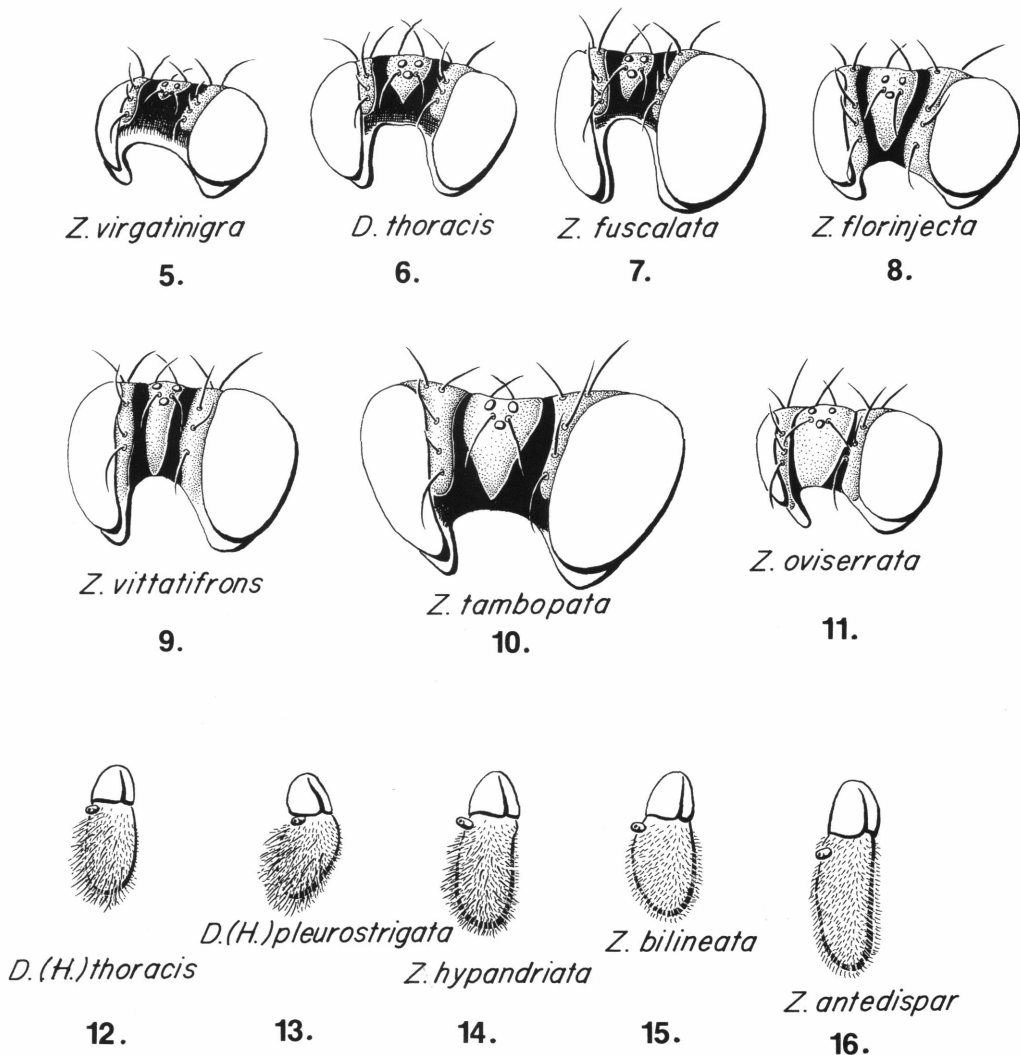 Z. virgatinigra
5.
D. thoracis
6.
Z. fuscalata
7.
Z. florinjecta
8.
Z. vittatifrons
9.
Z. tambopata
10.
Z. oviserrata
11.
D. (H.) thoracis
12.
D. (H.) pleurostrigata
13.
Z. hypandriata
14.
Z. bilineata
15.
Z. antedispar
16.